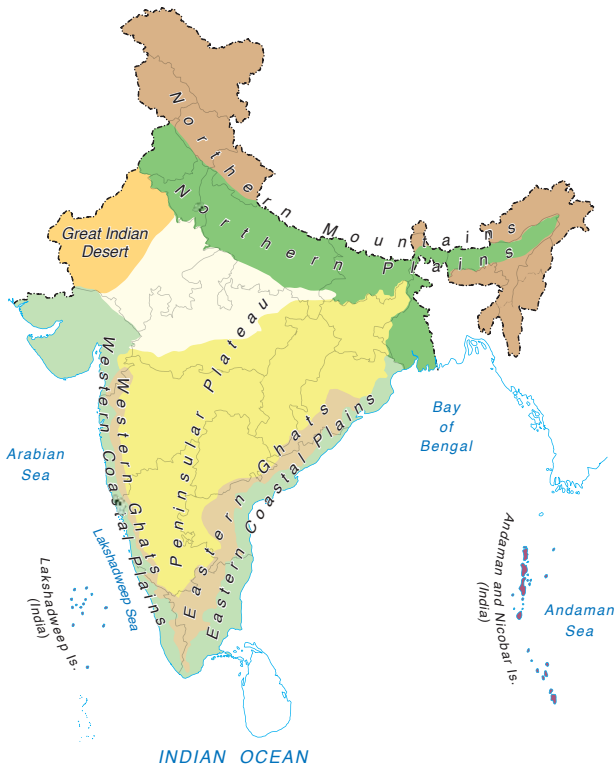 Northern Mountains
Northern Plains
Great Indian
Desert
Peninsular Plateau
Western Coastal Plains
Western Ghats
Eastern Ghats
Eastern Coastal Plains
Arabian
Sea
Bay
of
Bengal
Lakshadweep Sea
Lakshadweep Is.
(India)
Andaman and Nicobar Is.
(India)
Andaman
Sea
INDIAN OCEAN